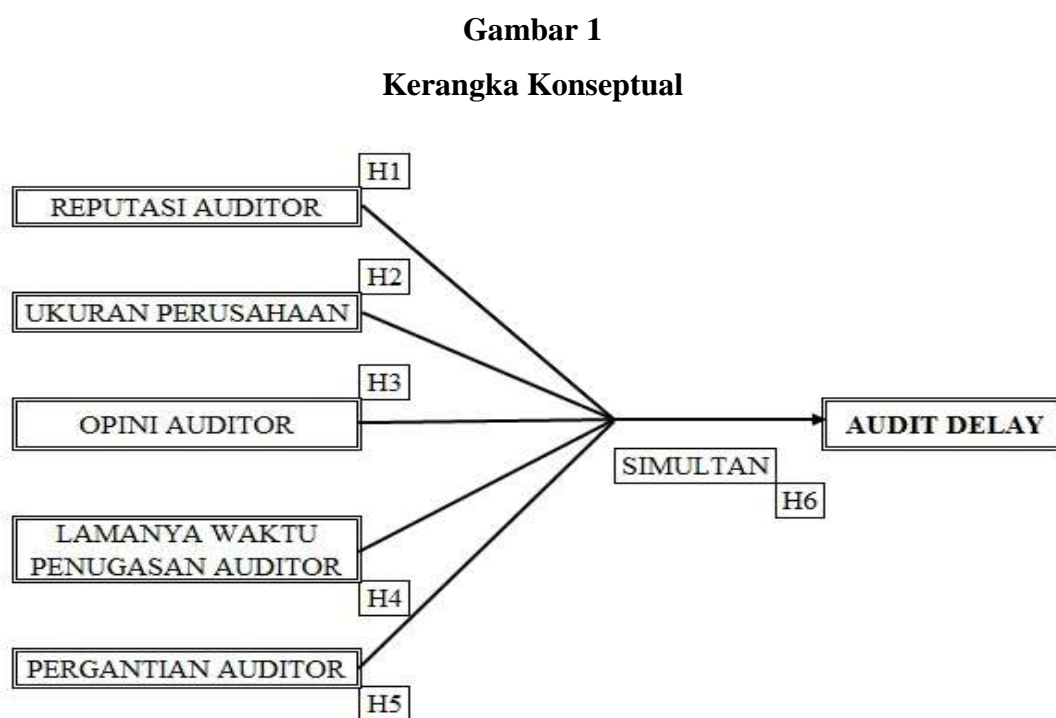 Gambar 1
Kerangka Konseptual
H1
REPUTASI AUDITOR
H2
UKURAN PERUSAHAAN
H3
OPINI AUDITOR
AUDIT DELAY
SIMULTAN
H6
LAMANYA WAKTU
PENUGASAN AUDITOR
H4
PERGANTIAN AUDITOR
H5